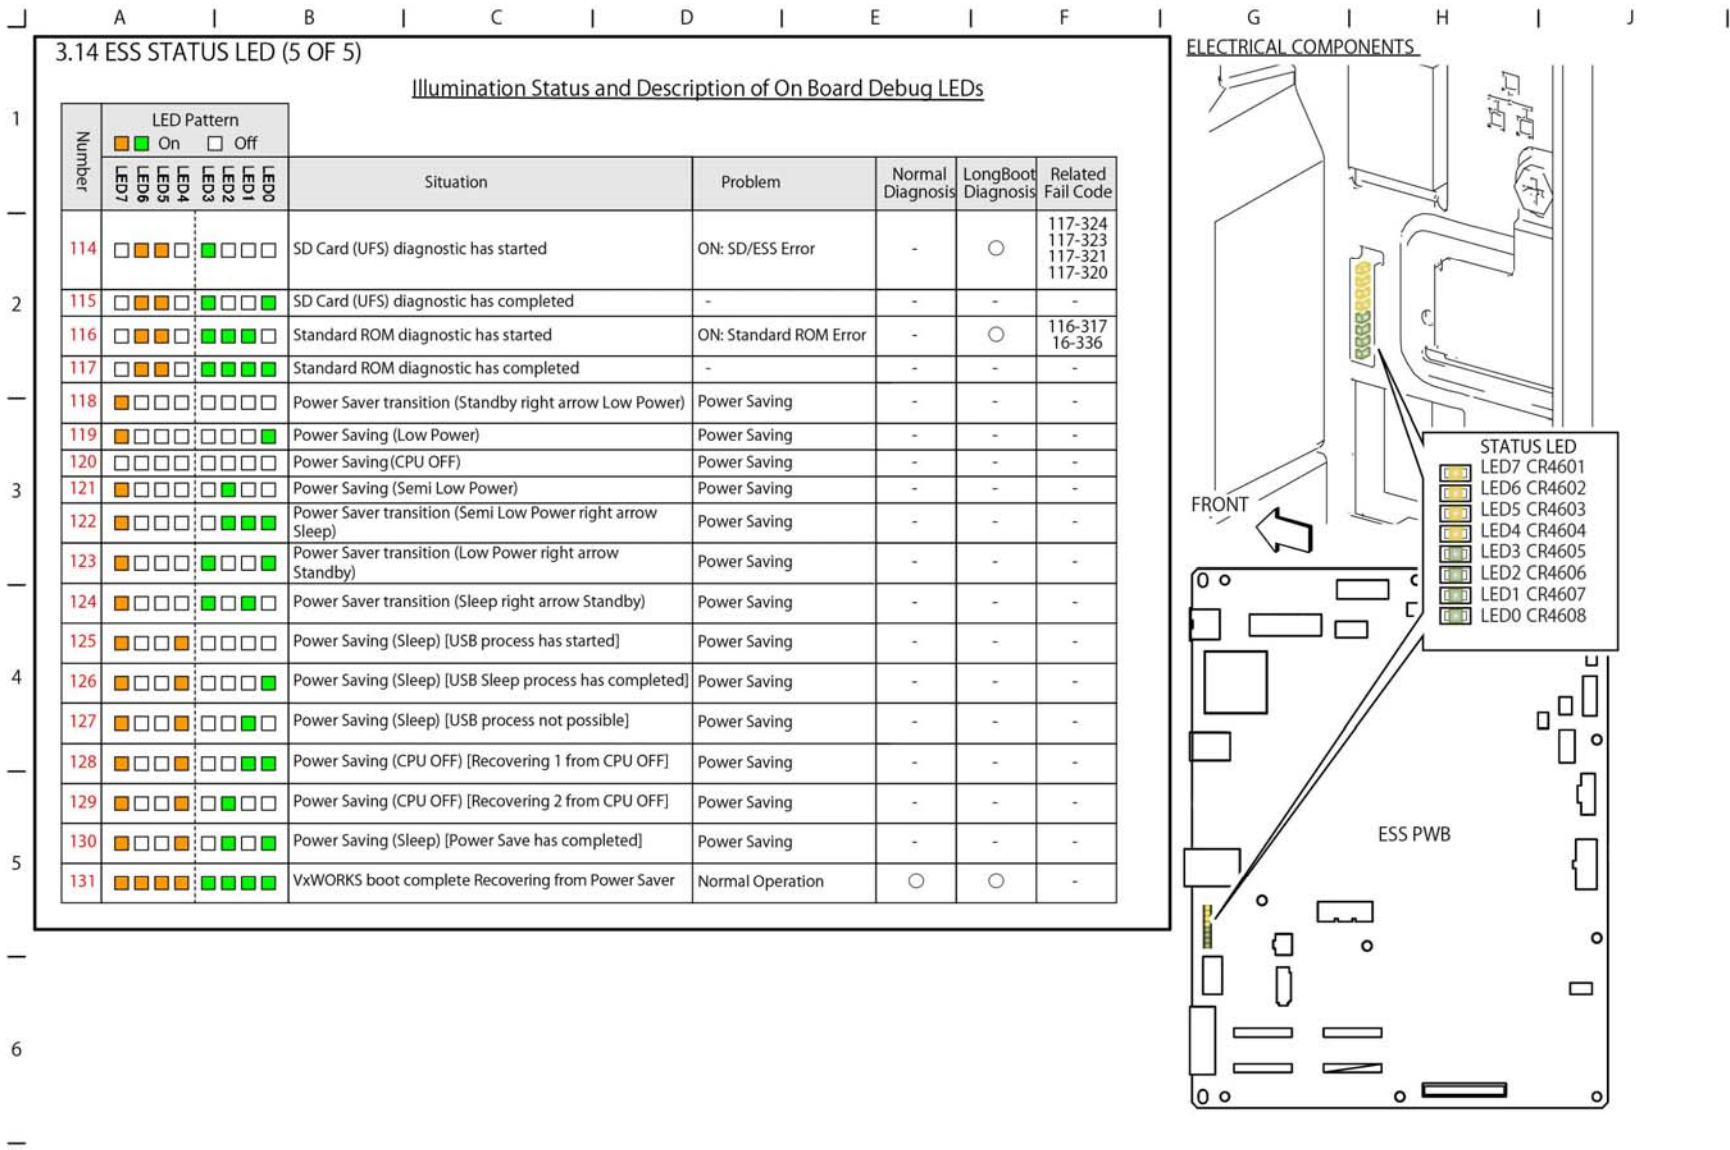 A B C D E F G H J
3.14 ESS STATUS LED (5 OF 5)
Illumination Status and Description of On Board Debug LEDs
Number
LED Pattern
On Off
LED7 LED6 LED5 LED4 LED3 LED2 LED1 LED0
Situation Problem Normal Diagnosis LongBoot Diagnosis Related Fail Code
114 SD Card (UFS) diagnostic has started ON: SD/ESS Error - ○ 117-324
117-323
117-321
117-320
115 SD Card (UFS) diagnostic has completed - - - -
116 Standard ROM diagnostic has started ON: Standard ROM Error - ○ 116-317
16-336
117 Standard ROM diagnostic has completed - - - -
118 Power Saver transition (Standby right arrow Low Power) Power Saving - - -
119 Power Saving (Low Power) Power Saving - - -
120 Power Saving (CPU OFF) Power Saving - - -
121 Power Saving (Semi Low Power) Power Saving - - -
122 Power Saver transition (Semi Low Power right arrow
Sleep) Power Saving - - -
123 Power Saver transition (Low Power right arrow
Standby) Power Saving - - -
124 Power Saver transition (Sleep right arrow Standby) Power Saving - - -
125 Power Saving (Sleep) [USB process has started] Power Saving - - -
126 Power Saving (Sleep) [USB Sleep process has completed] Power Saving - - -
127 Power Saving (Sleep) [USB process not possible] Power Saving - - -
128 Power Saving (CPU OFF) [Recovering 1 from CPU OFF] Power Saving - - -
129 Power Saving (CPU OFF) [Recovering 2 from CPU OFF] Power Saving - - -
130 Power Saving (Sleep) [Power Save has completed] Power Saving - - -
131 VxWORKS boot complete Recovering from Power Saver Normal Operation ○ ○ -
1
2
3
4
5
6
ELECTRICAL COMPONENTS
FRONT
STATUS LED
LED7 CR4601
LED6 CR4602
LED5 CR4603
LED4 CR4604
LED3 CR4605
LED2 CR4606
LED1 CR4607
LED0 CR4608
ESS PWB